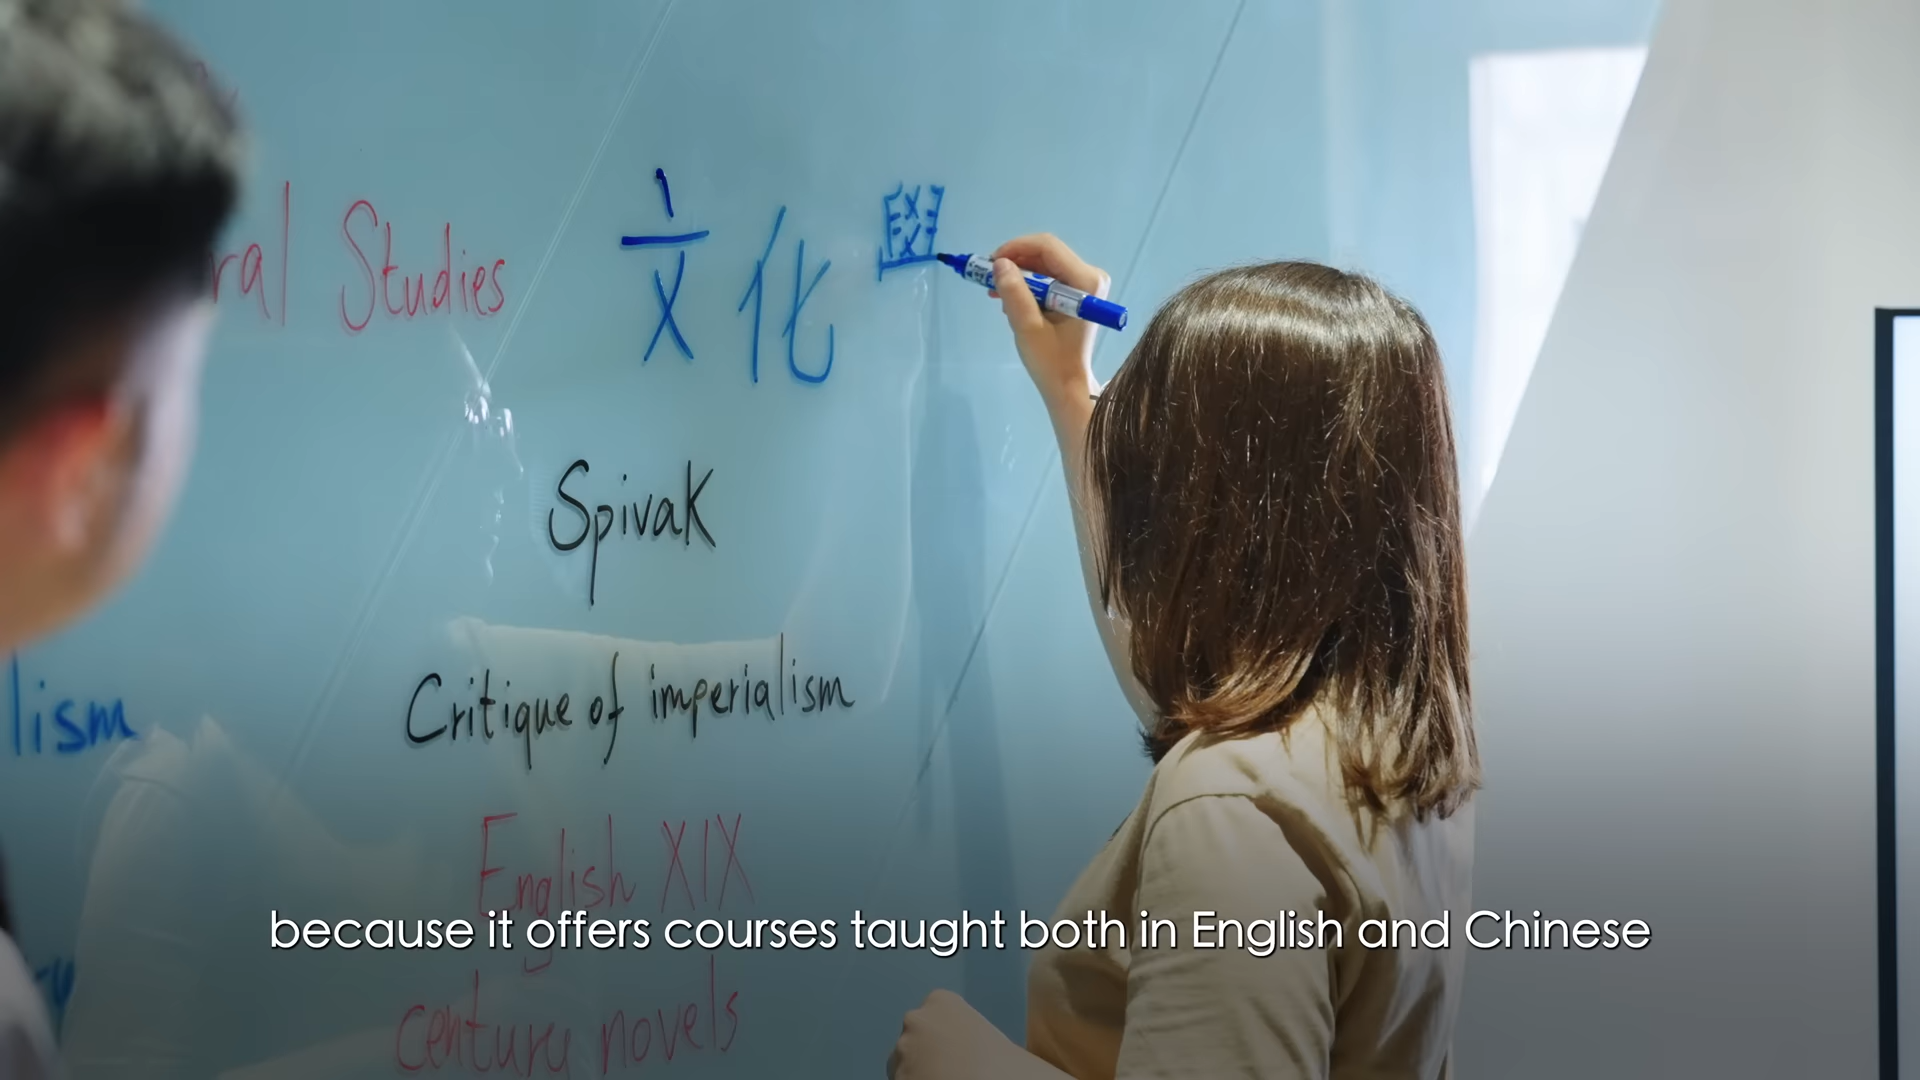 ral Studies 文化
Spivak
Critique of imperialism
lism
English XIX
century novels
because it offers courses taught both in English and Chinese